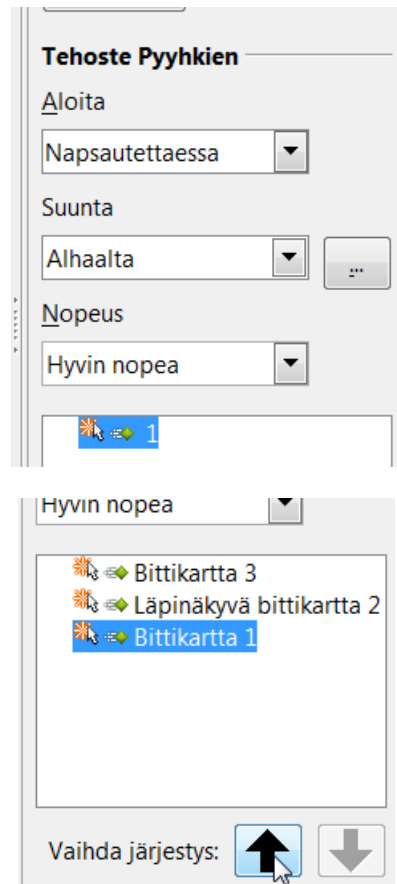 Tehoste Pyyhkien
Aloita
Napsautettaessa
Suunta
Alhaalta
...
Nopeus
Hyvin nopea
1
Hyvin nopea
Bittikartta 3
Läpinäkyvä bittikartta 2
Bittikartta 1
Vaihda järjestys: